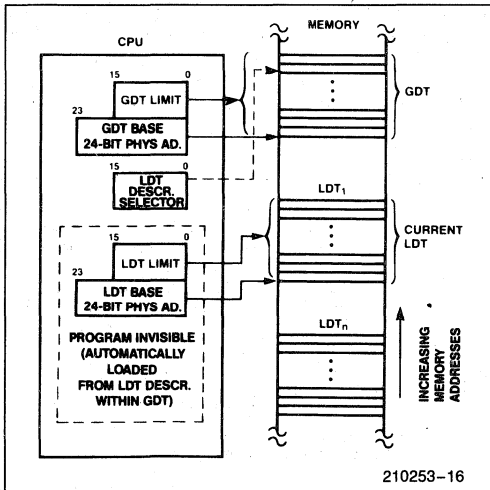 CPU
MEMORY
15 0
GDT LIMIT
23
GDT BASE
24-BIT PHYS AD.
15 0
LDT
DESCR.
SELECTOR
15 0
LDT LIMIT
23
LDT BASE
24-BIT PHYS AD.
PROGRAM INVISIBLE
(AUTOMATICALLY
LOADED
FROM LDT DESCR.
WITHIN GDT)
GDT
LDT1
CURRENT
LDT
LDTn
INCREASING
MEMORY
ADDRESSES
210253–16